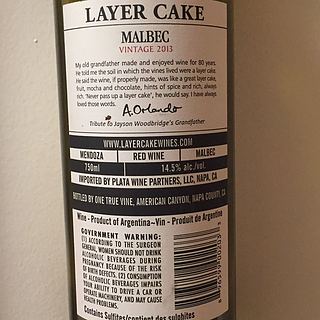 LAYER CAKE
MALBEC
VINTAGE 2013
My old grandfather made and enjoyed wine for 80 years.
He told me the soil in which the vines lived were a layer cake.
He said the wine, if properly made, was like a great layer cake,
fruit, mocha and chocolate, hints of spice and rich, always
rich. 'Never pass up a layer cake', he would say. I have always
loved those words.
A. Orlando
Tribute to Jayson Woodbridge's Grandfather
WWW.LAYERCAKEWINES.COM
MENDOZA RED WINE MALBEC
750ml 14.5% alc./vol.
IMPORTED BY PLATA WINE PARTNERS, LLC, NAPA, CA
BOTTLED BY ONE TRUE VINE, AMERICAN CANYON, NAPA COUNTY, CA
Wine - Product of Argentina~Vin - Produit de Argentine
GOVERNMENT WARNING:
(1) ACCORDING TO THE SURGEON
GENERAL, WOMEN SHOULD NOT DRINK
ALCOHOLIC BEVERAGES DURING
PREGNANCY BECAUSE OF THE RISK
OF BIRTH DEFECTS. (2) CONSUMPTION
OF ALCOHOLIC BEVERAGES IMPAIRS
YOUR ABILITY TO DRIVE A CAR OR
OPERATE MACHINERY, AND MAY CAUSE
HEALTH PROBLEMS.
Contains Sulfites/contient des sulphites